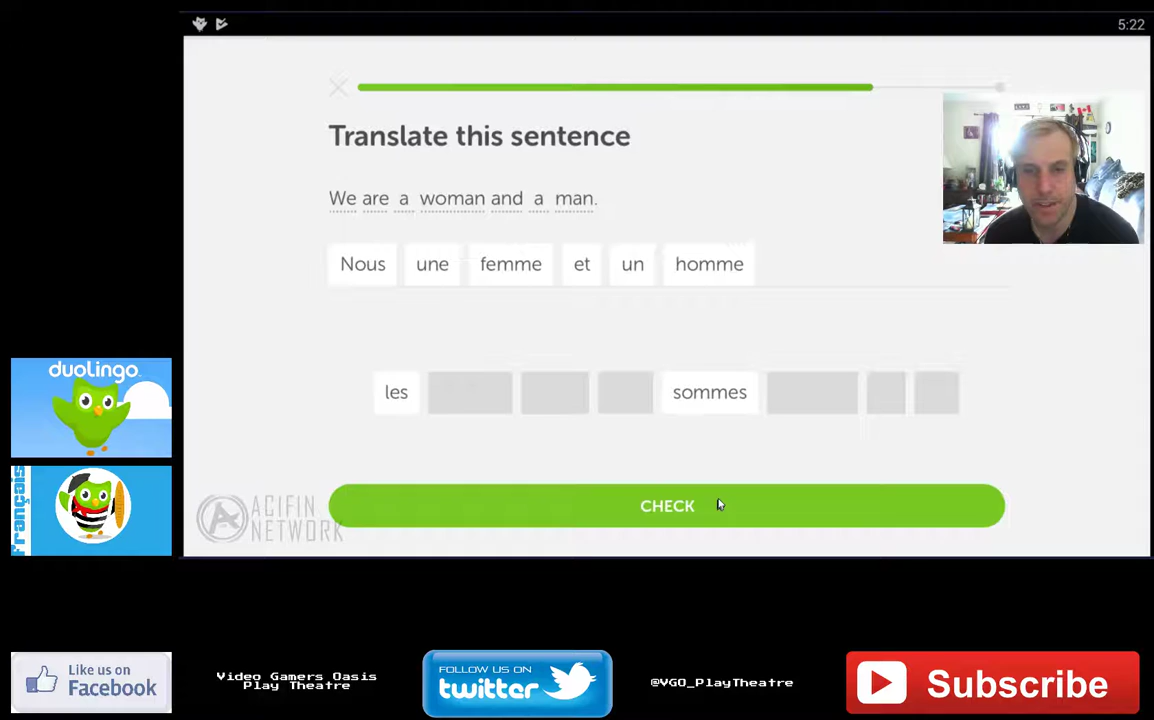 5:22
Translate this sentence
We are a woman and a man.
Nous une femme et un homme
les sommes
CHECK
ACIFIN
NETWORK
duolingo
français
Like us on
Facebook
Video Gamers Oasis
Play Theatre
FOLLOW US ON
twitter
@VGO_PlayTheatre
Subscribe